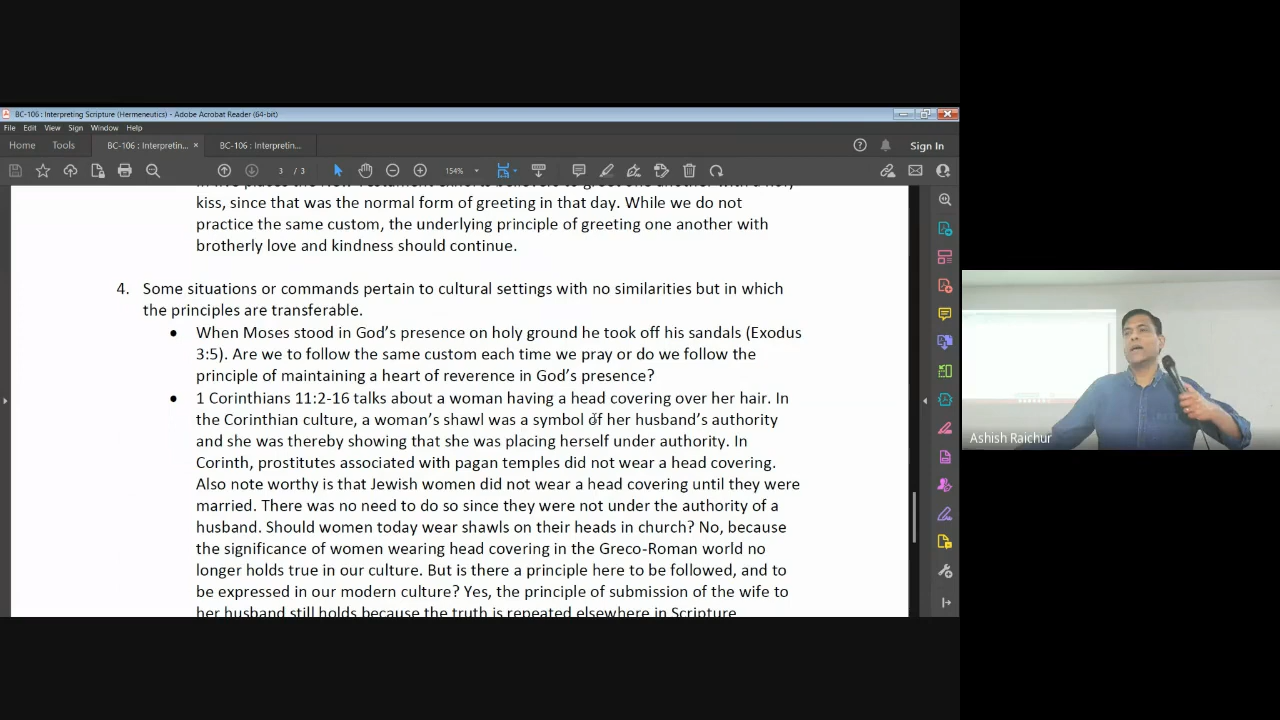 BC-106 : Interpreting Scripture (Hermeneutics) - Adobe Acrobat Reader (64-bit)
File Edit View Sign Window Help
Home Tools BC-106 : Interpretin... × BC-106 : Interpretin... Sign In
3 / 3 154%
kiss, since that was the normal form of greeting in that day. While we do not
practice the same custom, the underlying principle of greeting one another with
brotherly love and kindness should continue.
4. Some situations or commands pertain to cultural settings with no similarities but in which
the principles are transferable.
• When Moses stood in God's presence on holy ground he took off his sandals (Exodus
3:5). Are we to follow the same custom each time we pray or do we follow the
principle of maintaining a heart of reverence in God's presence?
• 1 Corinthians 11:2-16 talks about a woman having a head covering over her hair. In
the Corinthian culture, a woman's shawl was a symbol of her husband's authority
and she was thereby showing that she was placing herself under authority. In
Corinth, prostitutes associated with pagan temples did not wear a head covering.
Also note worthy is that Jewish women did not wear a head covering until they were
married. There was no need to do so since they were not under the authority of a
husband. Should women today wear shawls on their heads in church? No, because
the significance of women wearing head covering in the Greco-Roman world no
longer holds true in our culture. But is there a principle here to be followed, and to
be expressed in our modern culture? Yes, the principle of submission of the wife to
her husband still holds because the truth is repeated elsewhere in Scripture
Ashish Raichur